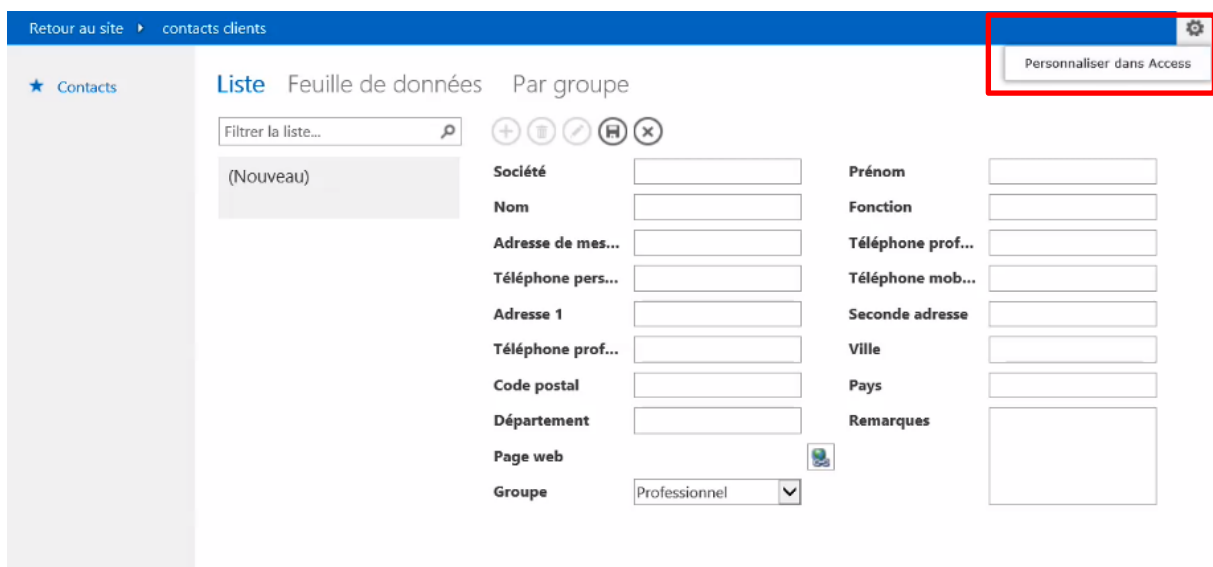 Retour au site contacts clients
Personnaliser dans Access
Contacts
Liste Feuille de données Par groupe
Filtrer la liste...
(Nouveau)
Société Prénom
Nom Fonction
Adresse de mes... Téléphone prof...
Téléphone pers... Téléphone mob...
Adresse 1 Seconde adresse
Téléphone prof... Ville
Code postal Pays
Département Remarques
Page web
Groupe Professionnel